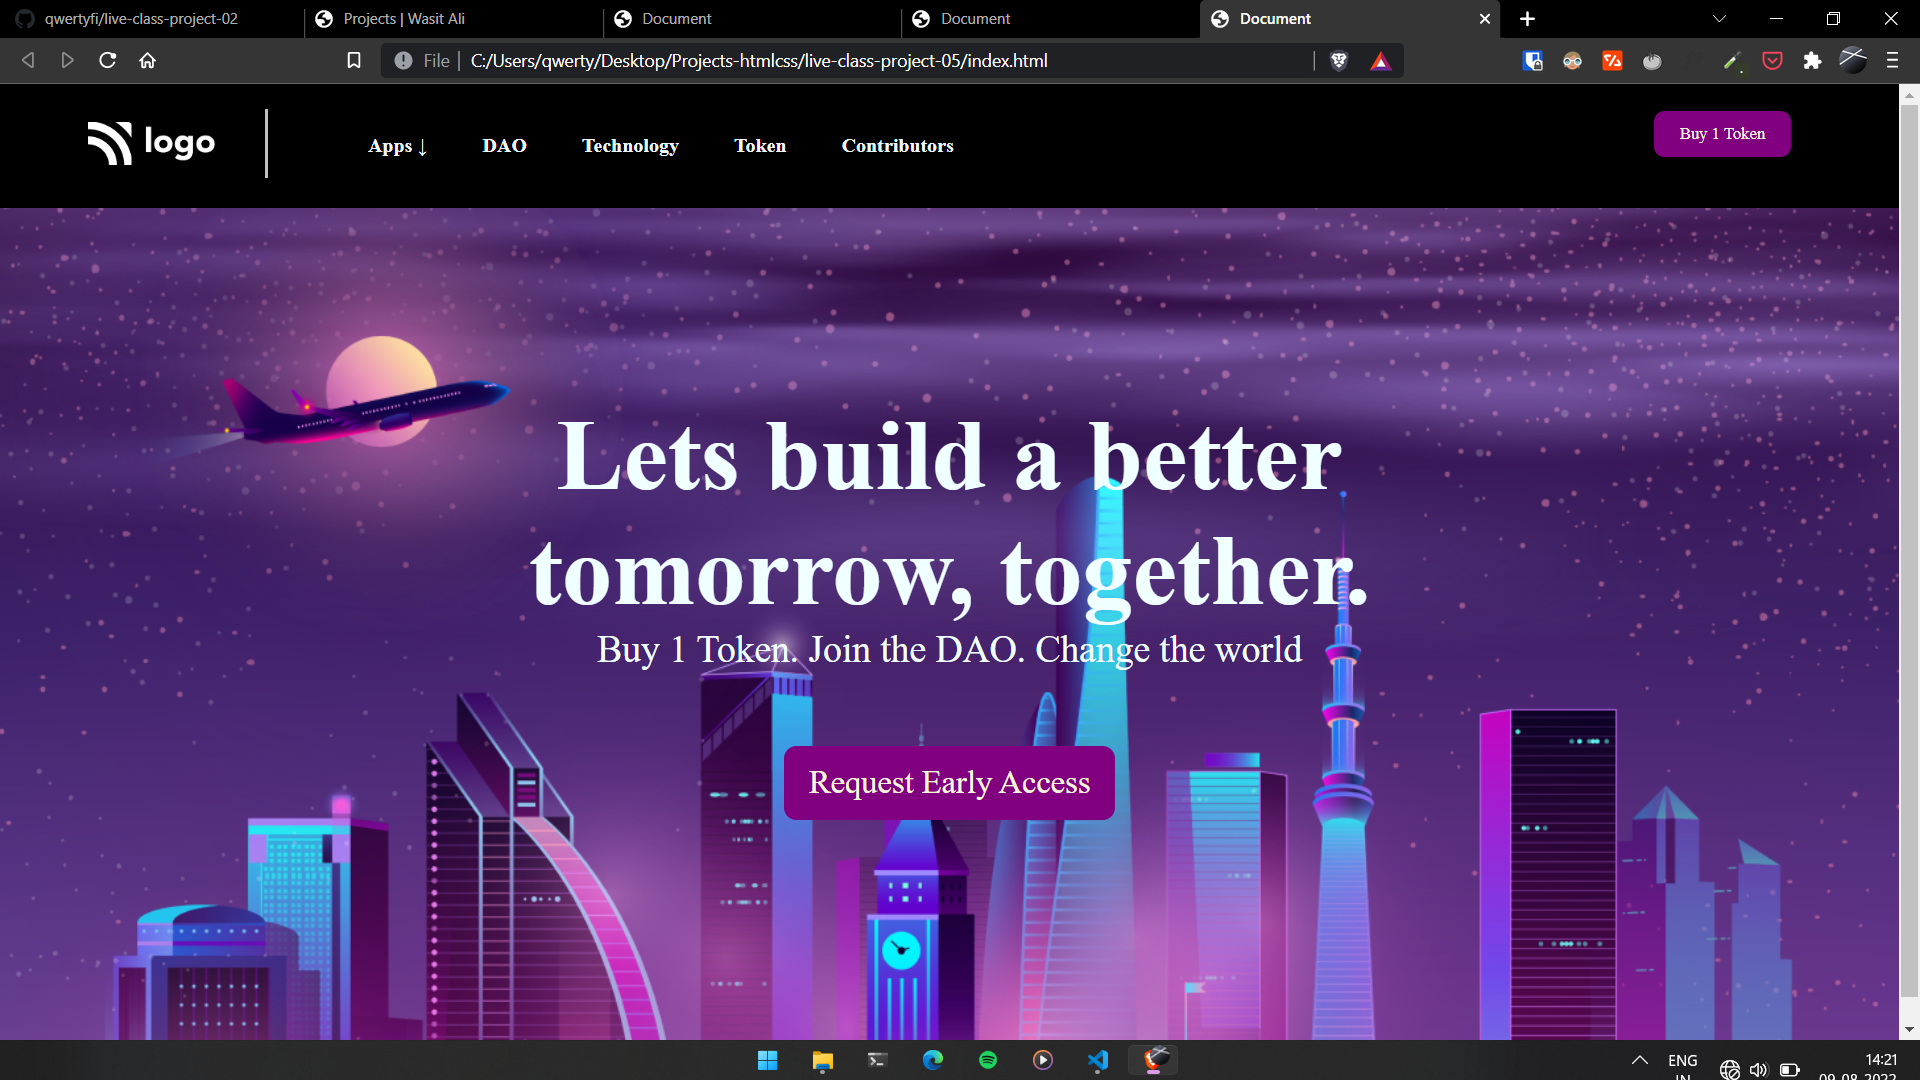 qwertyfi/live-class-project-02
Projects | Wasit Ali
Document
Document
Document
File
C:/Users/qwerty/Desktop/Projects-htmlcss/live-class-project-05/index.html
logo
Apps ↓
DAO
Technology
Token
Contributors
Buy 1 Token
Lets build a better
tomorrow, together.
Buy 1 Token. Join the DAO. Change the world
Request Early Access
ENG
IN
14:21
09-08-2022